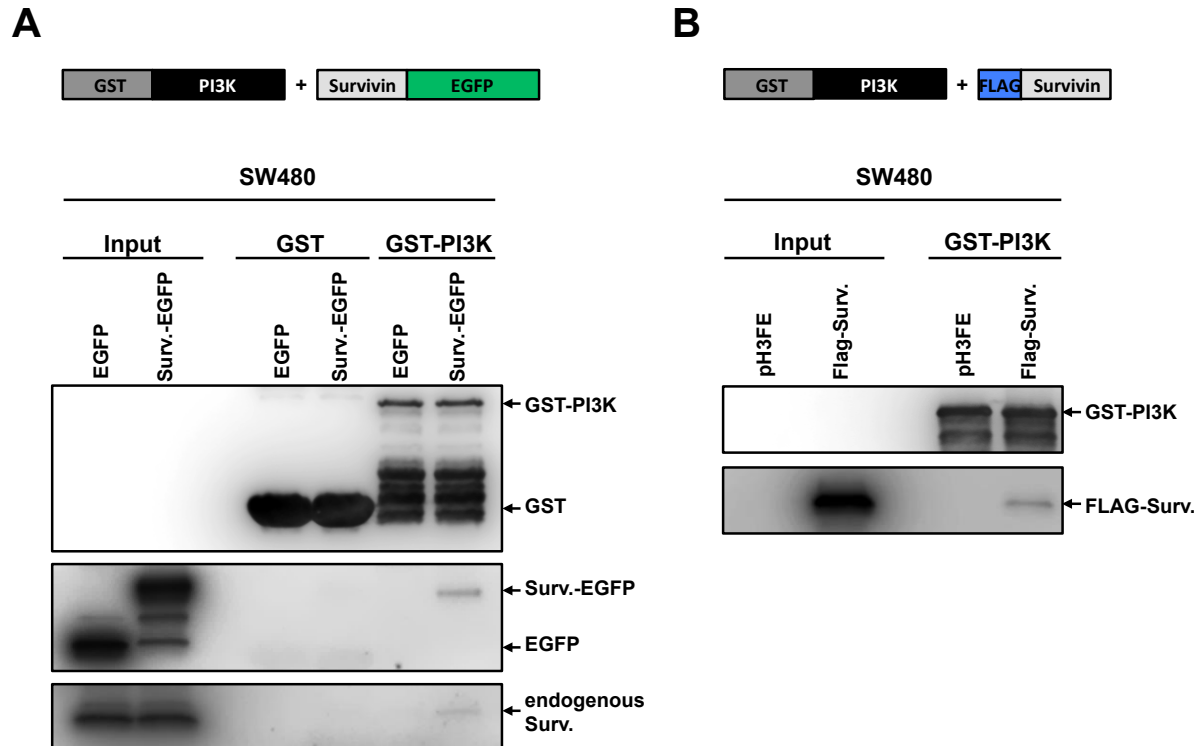 A
GST PI3K + Survivin EGFP
SW480
Input GST GST-PI3K
EGFP Surv.-EGFP EGFP Surv.-EGFP EGFP Surv.-EGFP
GST-PI3K
GST
Surv.-EGFP
EGFP
endogenous
Surv.
B
GST PI3K + FLAG Survivin
SW480
Input GST-PI3K
pH3FE Flag-Surv. pH3FE Flag-Surv.
GST-PI3K
FLAG-Surv.